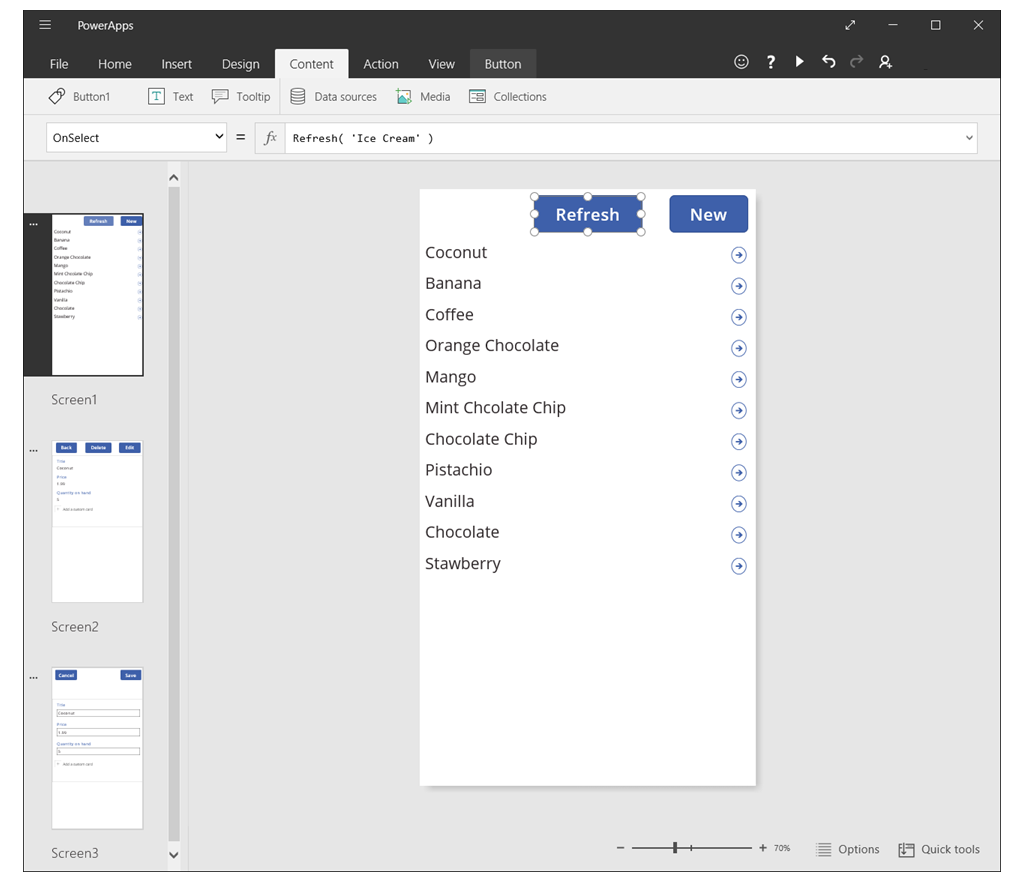 PowerApps
File Home Insert Design Content Action View Button
Button1 Text Tooltip Data sources Media Collections
OnSelect = fx Refresh( 'Ice Cream' )
Refresh New
Coconut
Banana
Coffee
Orange Chocolate
Mango
Mint Chcolate Chip
Chocolate Chip
Pistachio
Vanilla
Chocolate
Stawberry
Refresh New
Coconut
Banana
Coffee
Orange Chocolate
Mango
Mint Chcolate Chip
Chocolate Chip
Pistachio
Vanilla
Chocolate
Stawberry
Screen1
Back Delete Edit
Title
Coconut
Price
Quantity on hand
5
Add a custom card
Screen2
Cancel Save
Title
Coconut
Price
Quantity on hand
5
Add a custom card
Screen3
70% Options Quick tools